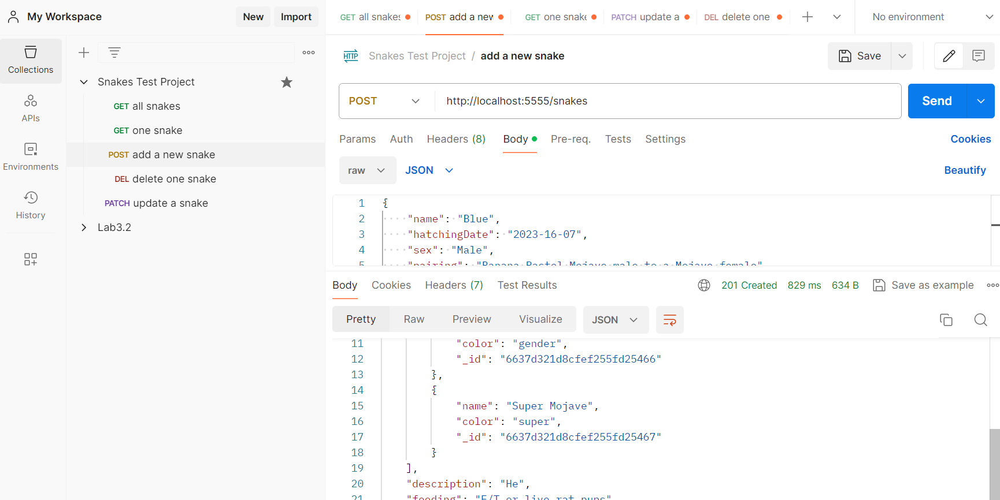 My Workspace
New
Import
GET all snakes
POST add a new
GET one snake
PATCH update a
DEL delete one
No environment
Collections
APIs
Environments
History
Snakes Test Project
GET all snakes
GET one snake
POST add a new snake
DEL delete one snake
PATCH update a snake
Lab3.2
HTTP Snakes Test Project / add a new snake
Save
POST http://localhost:5555/snakes
Send
Params Auth Headers (8) Body Pre-req. Tests Settings Cookies
raw JSON Beautify
1 {
2 "name": "Blue",
3 "hatchingDate": "2023-16-07",
4 "sex": "Male",
5 "pairing": "Banana Pastel Mojave male to a Mojave female"
Body Cookies Headers (7) Test Results 201 Created 829 ms 634 B Save as example
Pretty Raw Preview Visualize JSON
11 "color": "gender",
12 "_id": "6637d321d8cfef255fd25466"
13 },
14 {
15 "name": "Super Mojave",
16 "color": "super",
17 "_id": "6637d321d8cfef255fd25467"
18 }
19 ],
20 "description": "He",
21 "feeding": "F/T or live rat pups"